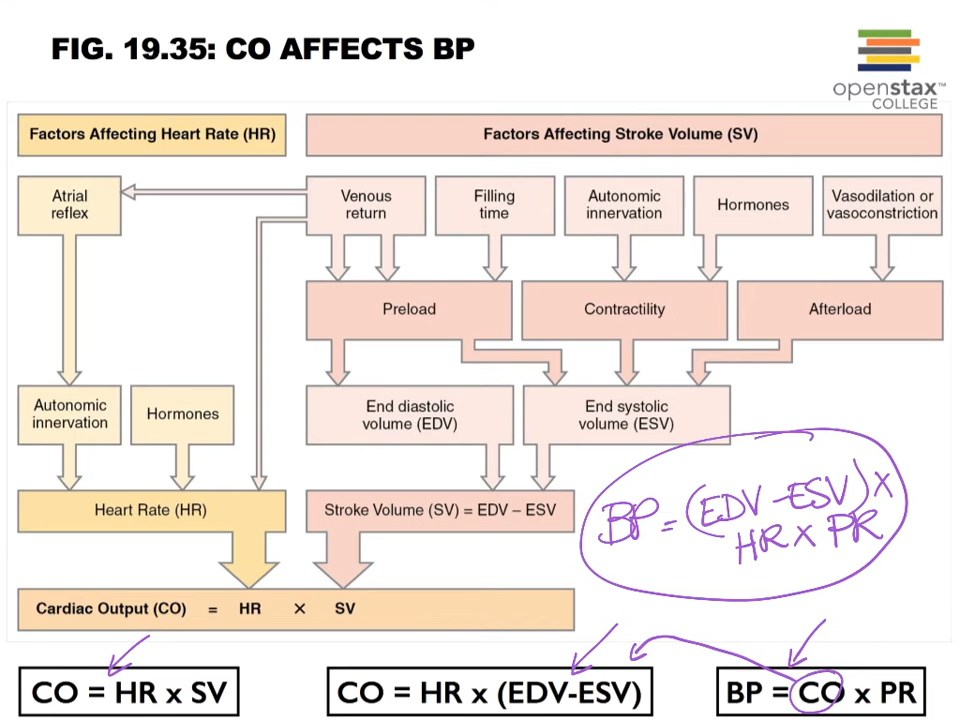 FIG. 19.35: CO AFFECTS BP
openstax™
COLLEGE
Factors Affecting Heart Rate (HR)
Factors Affecting Stroke Volume (SV)
Atrial
reflex
Venous
return
Filling
time
Autonomic
innervation
Hormones
Vasodilation or
vasoconstriction
Preload
Contractility
Afterload
Autonomic
innervation
Hormones
End diastolic
volume (EDV)
End systolic
volume (ESV)
Heart Rate (HR)
Stroke Volume (SV) = EDV – ESV
BP = (EDV - ESV) x
HR x PR
Cardiac Output (CO) = HR × SV
CO = HR x SV
CO = HR x (EDV-ESV)
BP = CO x PR